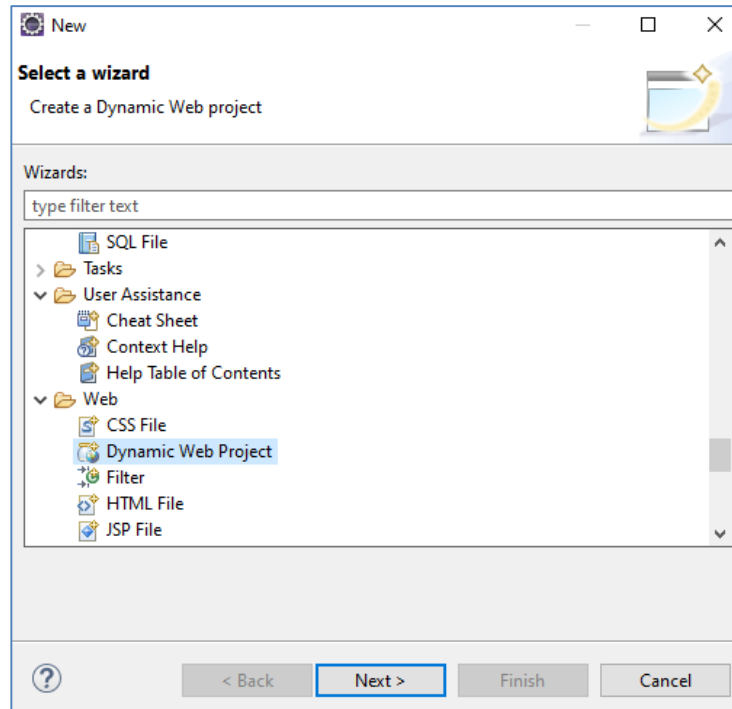 New
Select a wizard
Create a Dynamic Web project
Wizards:
type filter text
SQL File
Tasks
User Assistance
Cheat Sheet
Context Help
Help Table of Contents
Web
CSS File
Dynamic Web Project
Filter
HTML File
JSP File
? < Back Next > Finish Cancel